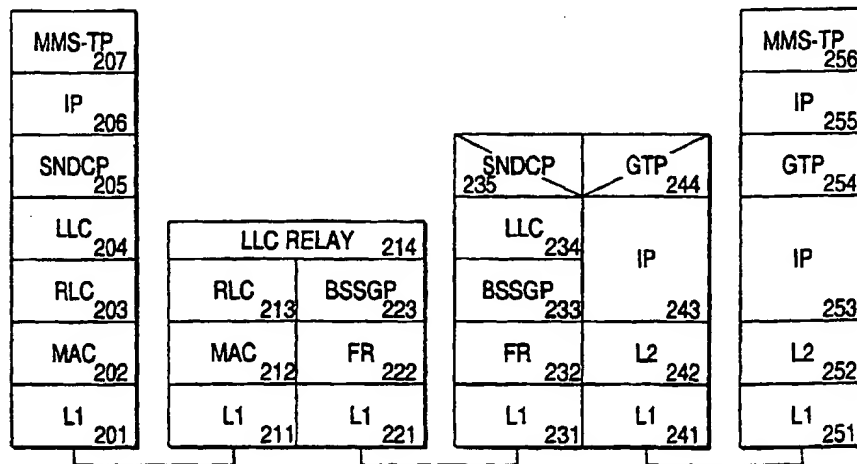 MMS-TP 207
IP 206
SNDCP 205
LLC 204
RLC 203
MAC 202
L1 201
LLC RELAY 214
RLC 213
BSSGP 223
MAC 212
FR 222
L1 211
L1 221
SNDCP 235
GTP 244
LLC 234
IP 243
BSSGP 233
FR 232
L2 242
L1 231
L1 241
MMS-TP 256
IP 255
GTP 254
IP 253
L2 252
L1 251